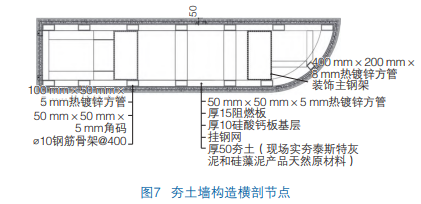 50
400 mm × 200 mm ×
8 mm热镀锌方管
装饰主钢架
100 mm × 50 mm ×
5 mm热镀锌方管
50 mm × 50 mm ×
5 mm角码
⌀10钢筋骨架@400
50 mm × 50 mm × 5 mm热镀锌方管
厚15阻燃板
厚10硅酸钙板基层
挂钢网
厚50夯土（现场实夯泰斯特灰
泥和硅藻泥产品天然原材料）
图7 夯土墙构造横剖节点